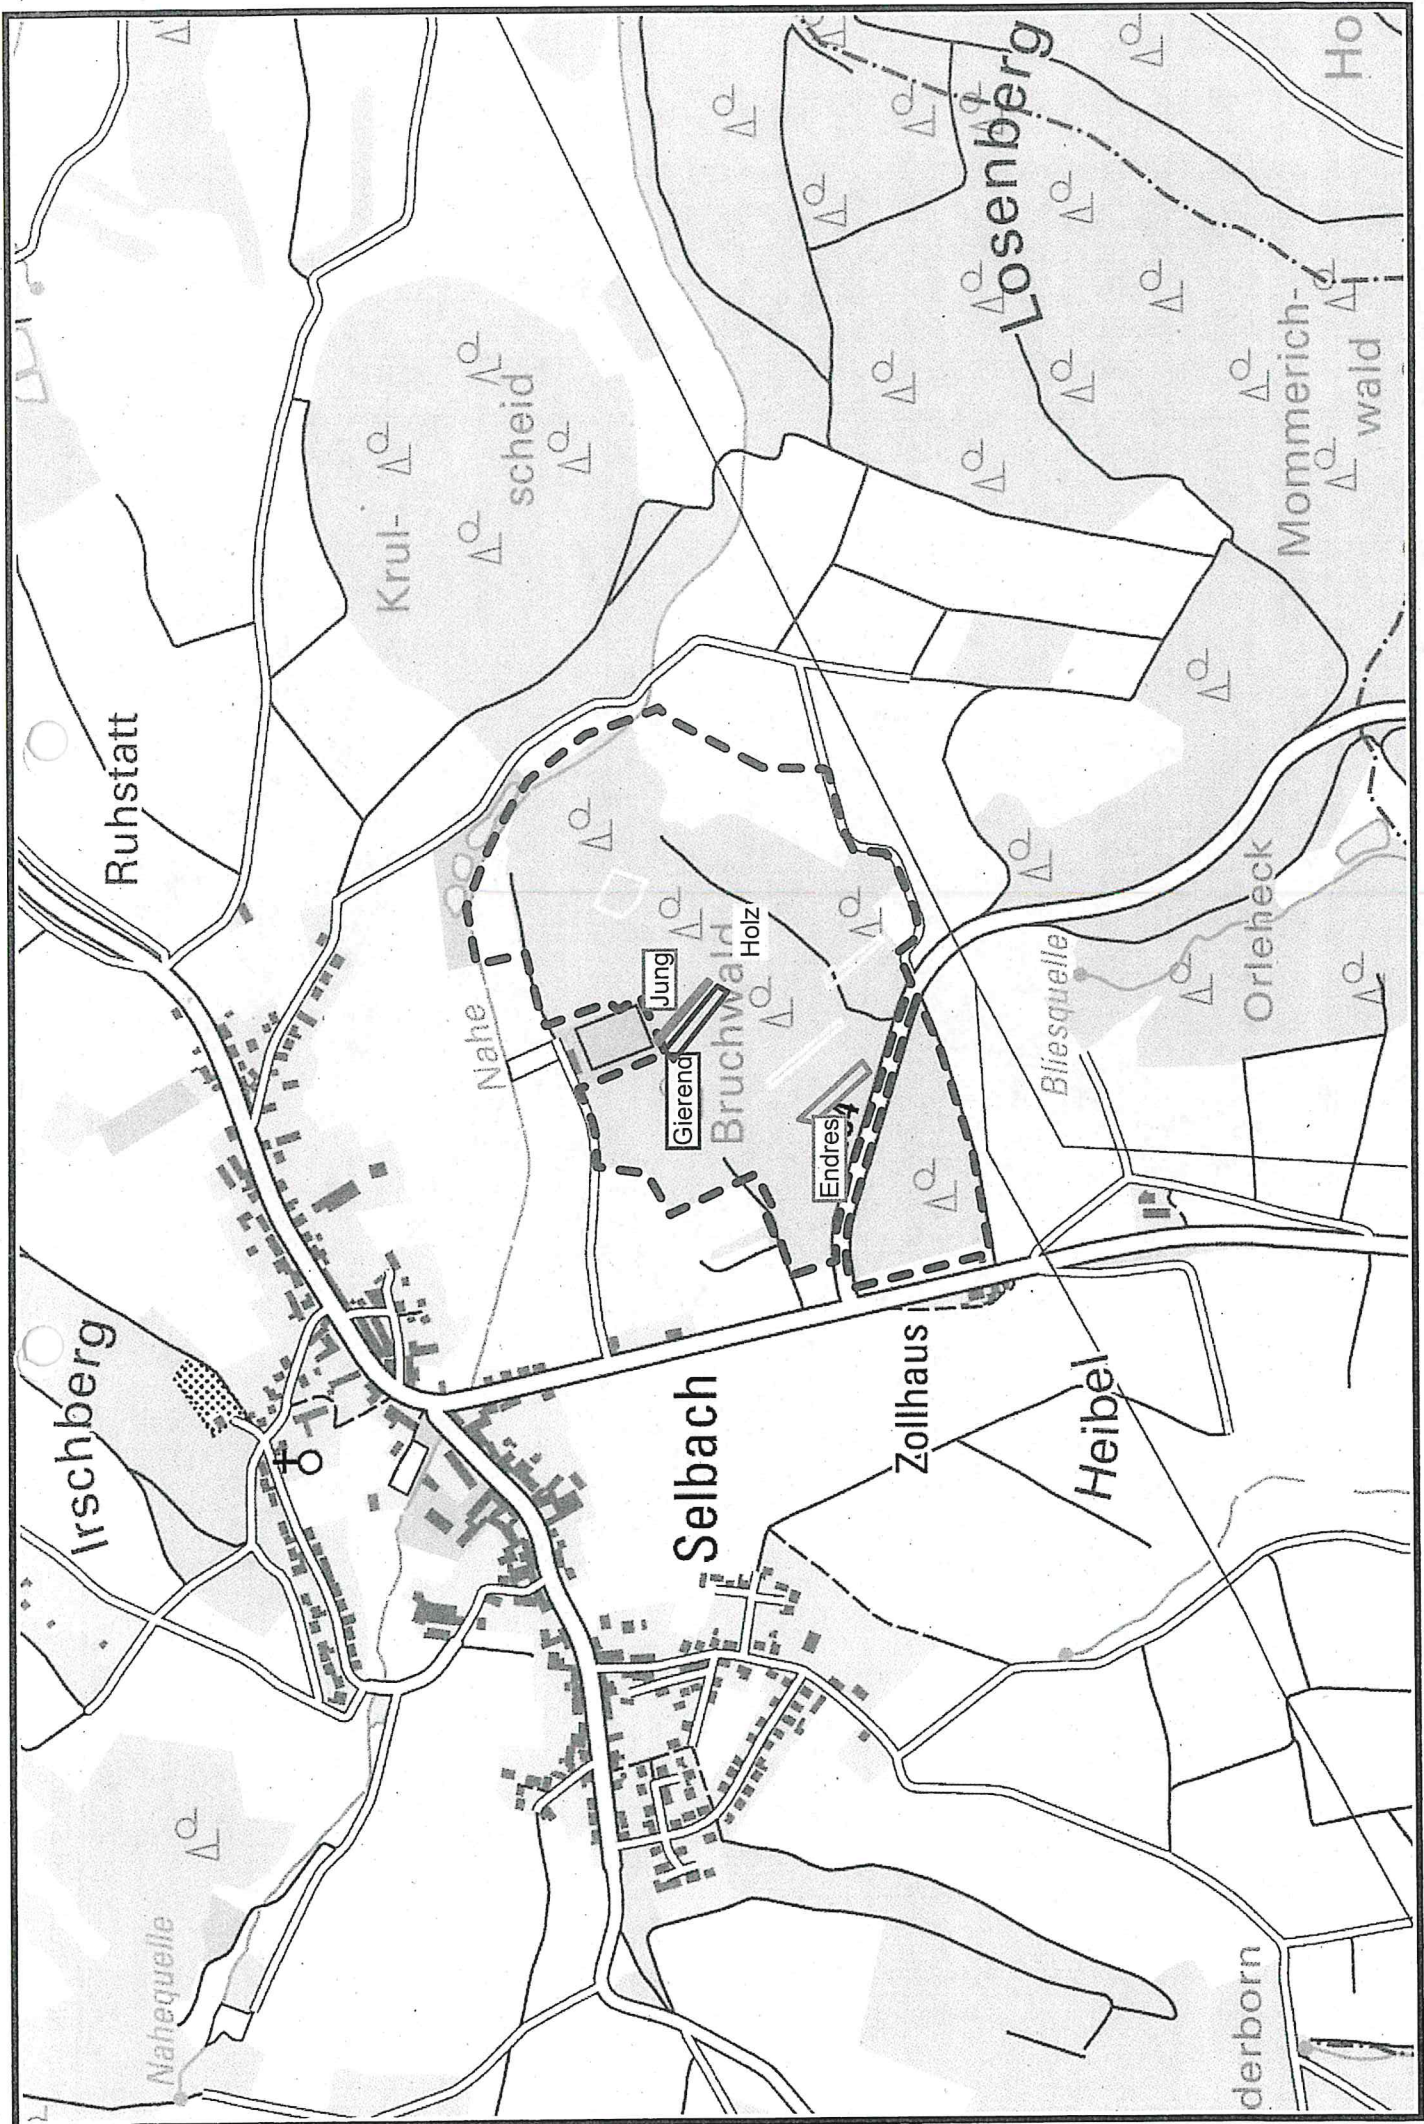 Irschberg
Ruhstatt
Nahequelle
Krul-
scheid
Nahe
Losenberg
Mommerich-
wald
Ho
Jung
Gierend
Bruchwald
Holz
Endres
Selbach
Zollhaus
Heibel
Bliesquelle
Orleheck
derborn